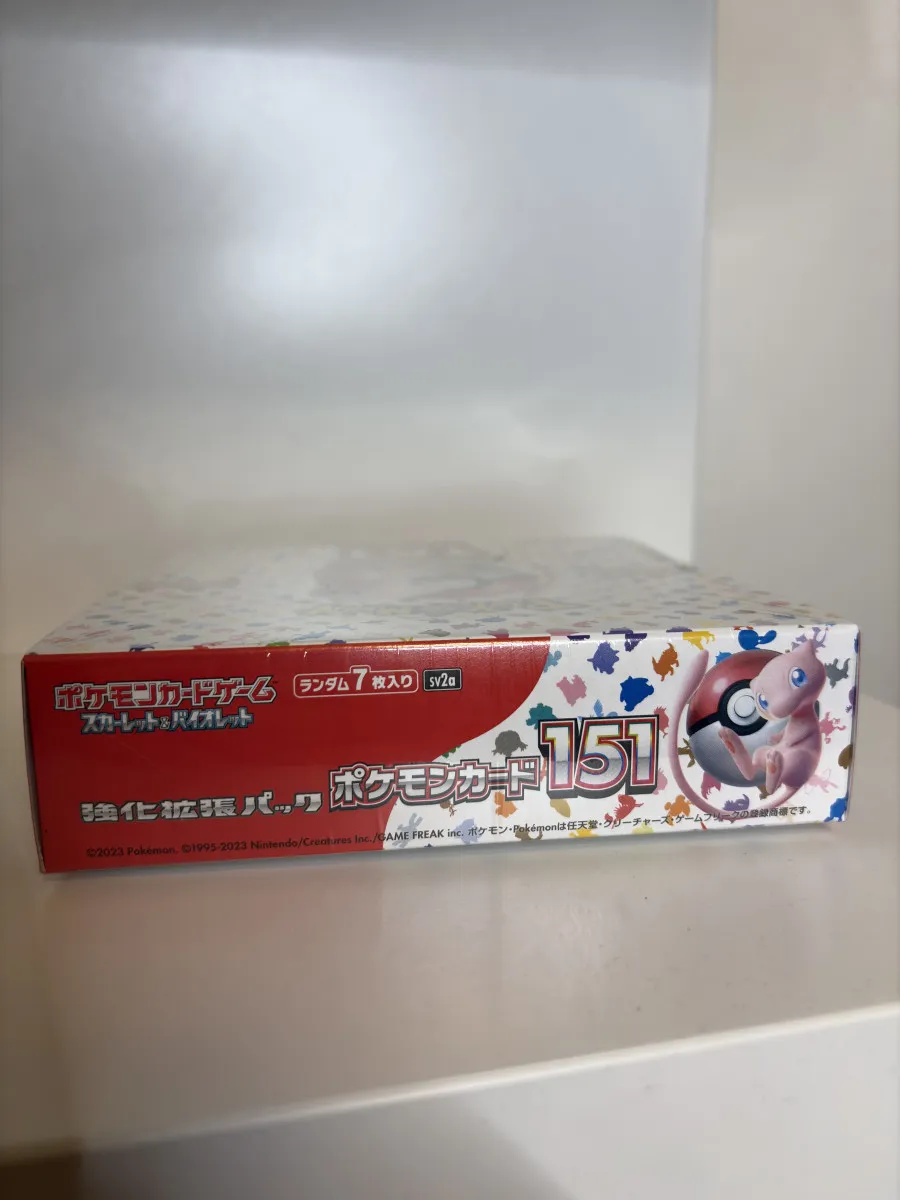 ポケモンカードゲーム
スカーレット&バイオレット
ランダム7枚入り
sv2a
強化拡張パック
ポケモンカード151
©2023 Pokémon. ©1995-2023 Nintendo/Creatures Inc./GAME FREAK inc. ポケモン・Pokémonは任天堂・クリーチャーズ・ゲームフリークの登録商標です。